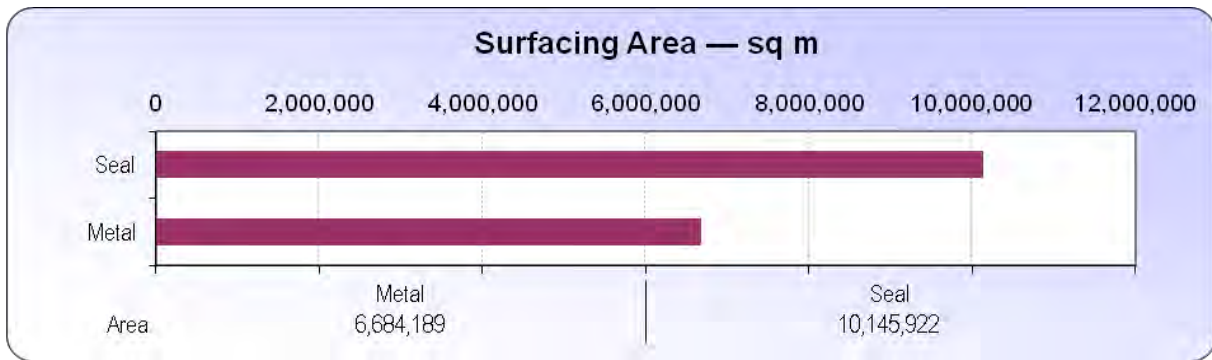 Surfacing Area — sq m
0 2,000,000 4,000,000 6,000,000 8,000,000 10,000,000 12,000,000
Seal
Metal
Metal Seal
Area 6,684,189 10,145,922